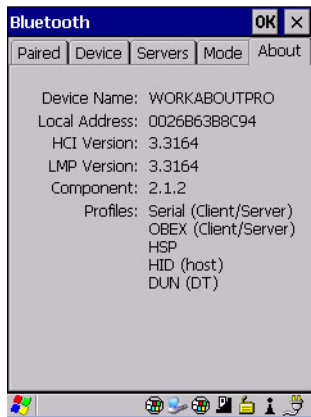 Bluetooth OK ×
Paired Device Servers Mode About
Device Name: WORKABOUTPRO
Local Address: 0026B63B8C94
HCI Version: 3.3164
LMP Version: 3.3164
Component: 2.1.2
Profiles: Serial (Client/Server)
OBEX (Client/Server)
HSP
HID (host)
DUN (DT)